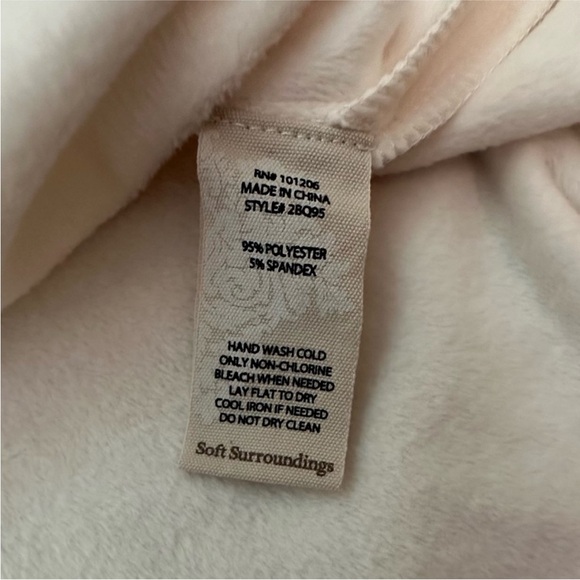 RN# 101206
MADE IN CHINA
STYLE# 2BQ95
95% POLYESTER
5% SPANDEX
HAND WASH COLD
ONLY NON-CHLORINE
BLEACH WHEN NEEDED
LAY FLAT TO DRY
COOL IRON IF NEEDED
DO NOT DRY CLEAN
Soft Surroundings